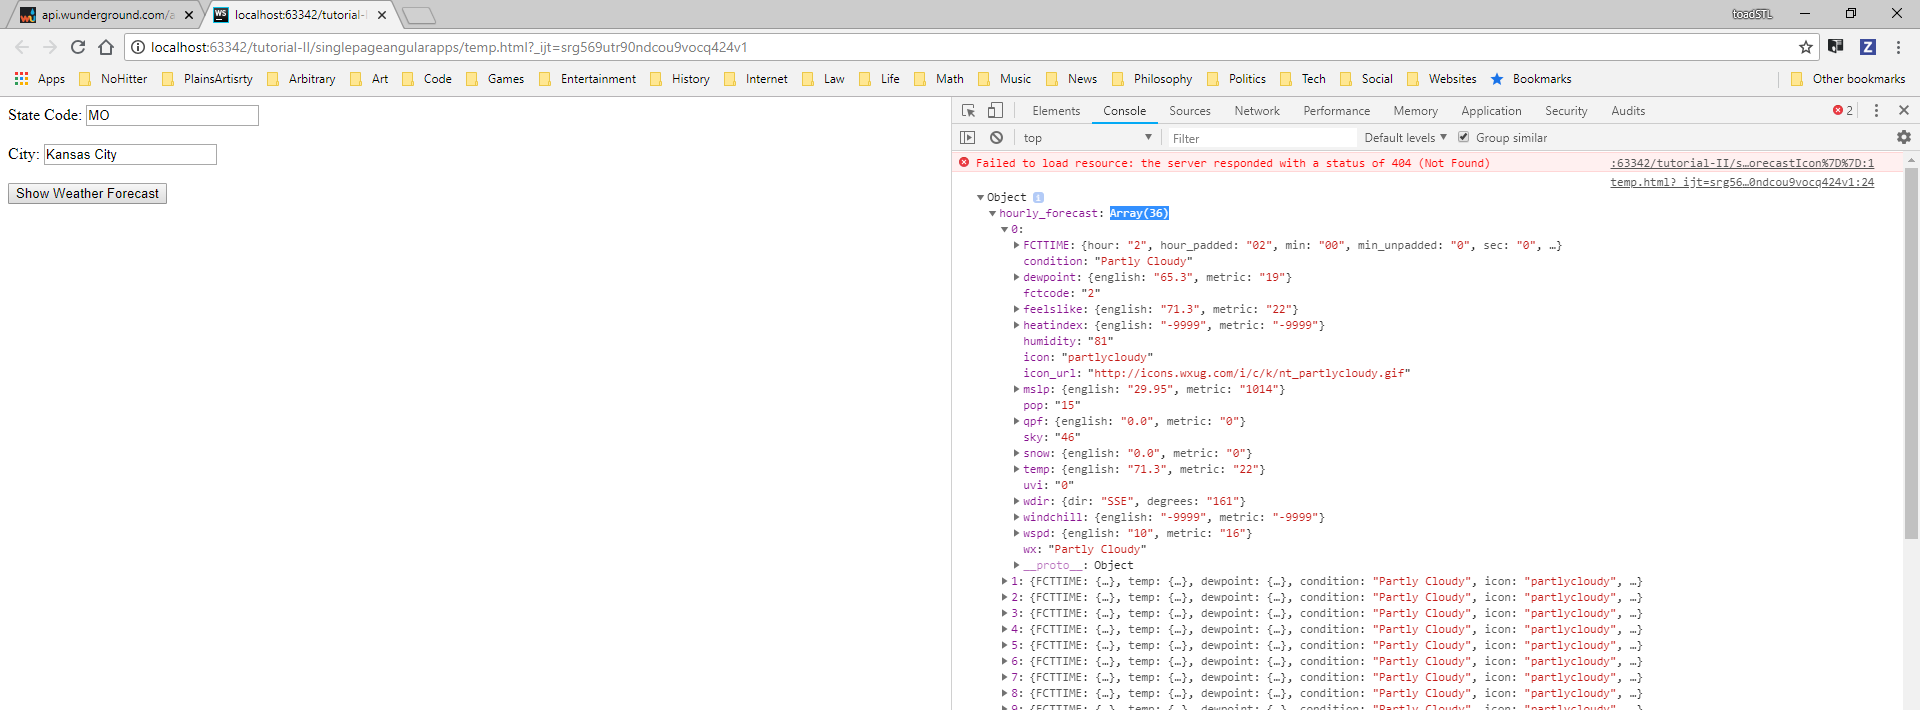 api.wunderground.com/a
localhost:63342/tutorial-I
toadSTL
localhost:63342/tutorial-II/singlepageangularapps/temp.html?_ijt=srg569utr90ndcou9vocq424v1
Apps NoHitter PlainsArtisrty Arbitrary Art Code Games Entertainment History Internet Law Life Math Music News Philosophy Politics Tech Social Websites Bookmarks Other bookmarks
State Code: MO
City: Kansas City
Show Weather Forecast
Elements Console Sources Network Performance Memory Application Security Audits 2
top Filter Default levels ▼ Group similar
Failed to load resource: the server responded with a status of 404 (Not Found) :63342/tutorial-II/s…orecastIcon%7D%7D:1
temp.html?_ijt=srg56…0ndcou9vocq424v1:24
▼Object i
▼hourly_forecast: Array(36)
▼0:
▶FCTTIME: {hour: "2", hour_padded: "02", min: "00", min_unpadded: "0", sec: "0", …}
condition: "Partly Cloudy"
▶dewpoint: {english: "65.3", metric: "19"}
fctcode: "2"
▶feelslike: {english: "71.3", metric: "22"}
▶heatindex: {english: "-9999", metric: "-9999"}
humidity: "81"
icon: "partlycloudy"
icon_url: "http://icons.wxug.com/i/c/k/nt_partlycloudy.gif"
▶mslp: {english: "29.95", metric: "1014"}
pop: "15"
▶qpf: {english: "0.0", metric: "0"}
sky: "46"
▶snow: {english: "0.0", metric: "0"}
▶temp: {english: "71.3", metric: "22"}
uvi: "0"
▶wdir: {dir: "SSE", degrees: "161"}
▶windchill: {english: "-9999", metric: "-9999"}
▶wspd: {english: "10", metric: "16"}
wx: "Partly Cloudy"
▶__proto__: Object
▶1: {FCTTIME: {…}, temp: {…}, dewpoint: {…}, condition: "Partly Cloudy", icon: "partlycloudy", …}
▶2: {FCTTIME: {…}, temp: {…}, dewpoint: {…}, condition: "Partly Cloudy", icon: "partlycloudy", …}
▶3: {FCTTIME: {…}, temp: {…}, dewpoint: {…}, condition: "Partly Cloudy", icon: "partlycloudy", …}
▶4: {FCTTIME: {…}, temp: {…}, dewpoint: {…}, condition: "Partly Cloudy", icon: "partlycloudy", …}
▶5: {FCTTIME: {…}, temp: {…}, dewpoint: {…}, condition: "Partly Cloudy", icon: "partlycloudy", …}
▶6: {FCTTIME: {…}, temp: {…}, dewpoint: {…}, condition: "Partly Cloudy", icon: "partlycloudy", …}
▶7: {FCTTIME: {…}, temp: {…}, dewpoint: {…}, condition: "Partly Cloudy", icon: "partlycloudy", …}
▶8: {FCTTIME: {…}, temp: {…}, dewpoint: {…}, condition: "Partly Cloudy", icon: "partlycloudy", …}